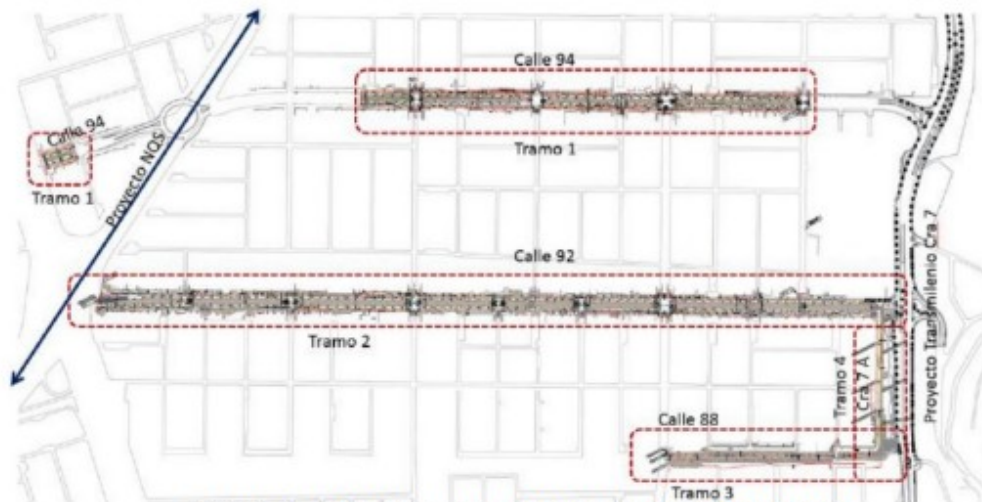 Calle 94
Calle 94
Tramo 1
Tramo 1
Proyecto NQS
Calle 92
Tramo 2
Tramo 4
Cra 7 A
Proyecto Transmilenio Cra 7
Calle 88
Tramo 3